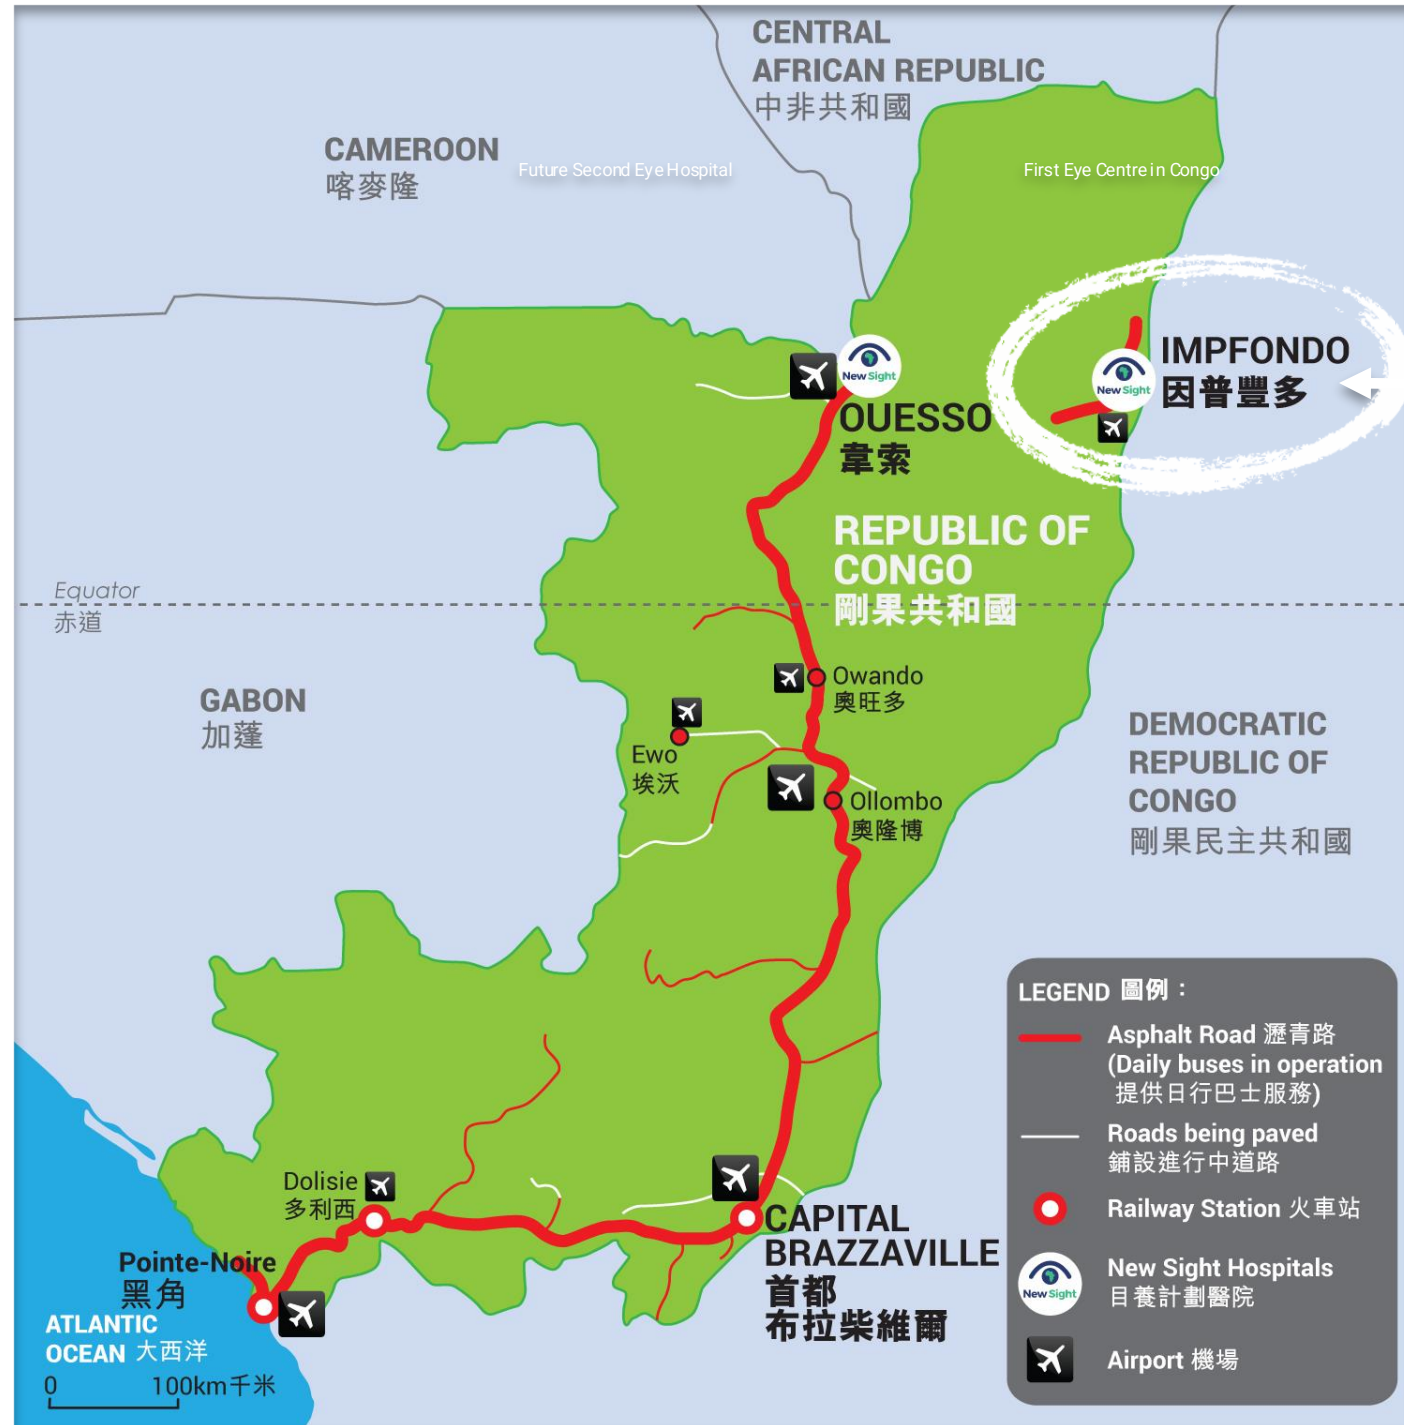 CENTRAL
AFRICAN REPUBLIC
中非共和國
CAMEROON
喀麥隆
Future Second Eye Hospital
First Eye Centre in Congo
New Sight
IMPFONDO
因普豐多
New Sight
OUESSO
韋索
REPUBLIC OF
CONGO
剛果共和國
Equator
赤道
Owando
奧旺多
GABON
加蓬
Ewo
埃沃
DEMOCRATIC
REPUBLIC OF
CONGO
剛果民主共和國
Ollombo
奧隆博
Dolisie
多利西
Pointe-Noire
黑角
CAPITAL
BRAZZAVILLE
首都
布拉柴維爾
ATLANTIC
OCEAN 大西洋
0 100km千米
LEGEND 圖例：
Asphalt Road 瀝青路
(Daily buses in operation
提供日行巴士服務)
Roads being paved
鋪設進行中道路
Railway Station 火車站
New Sight
New Sight Hospitals
目養計劃醫院
Airport 機場